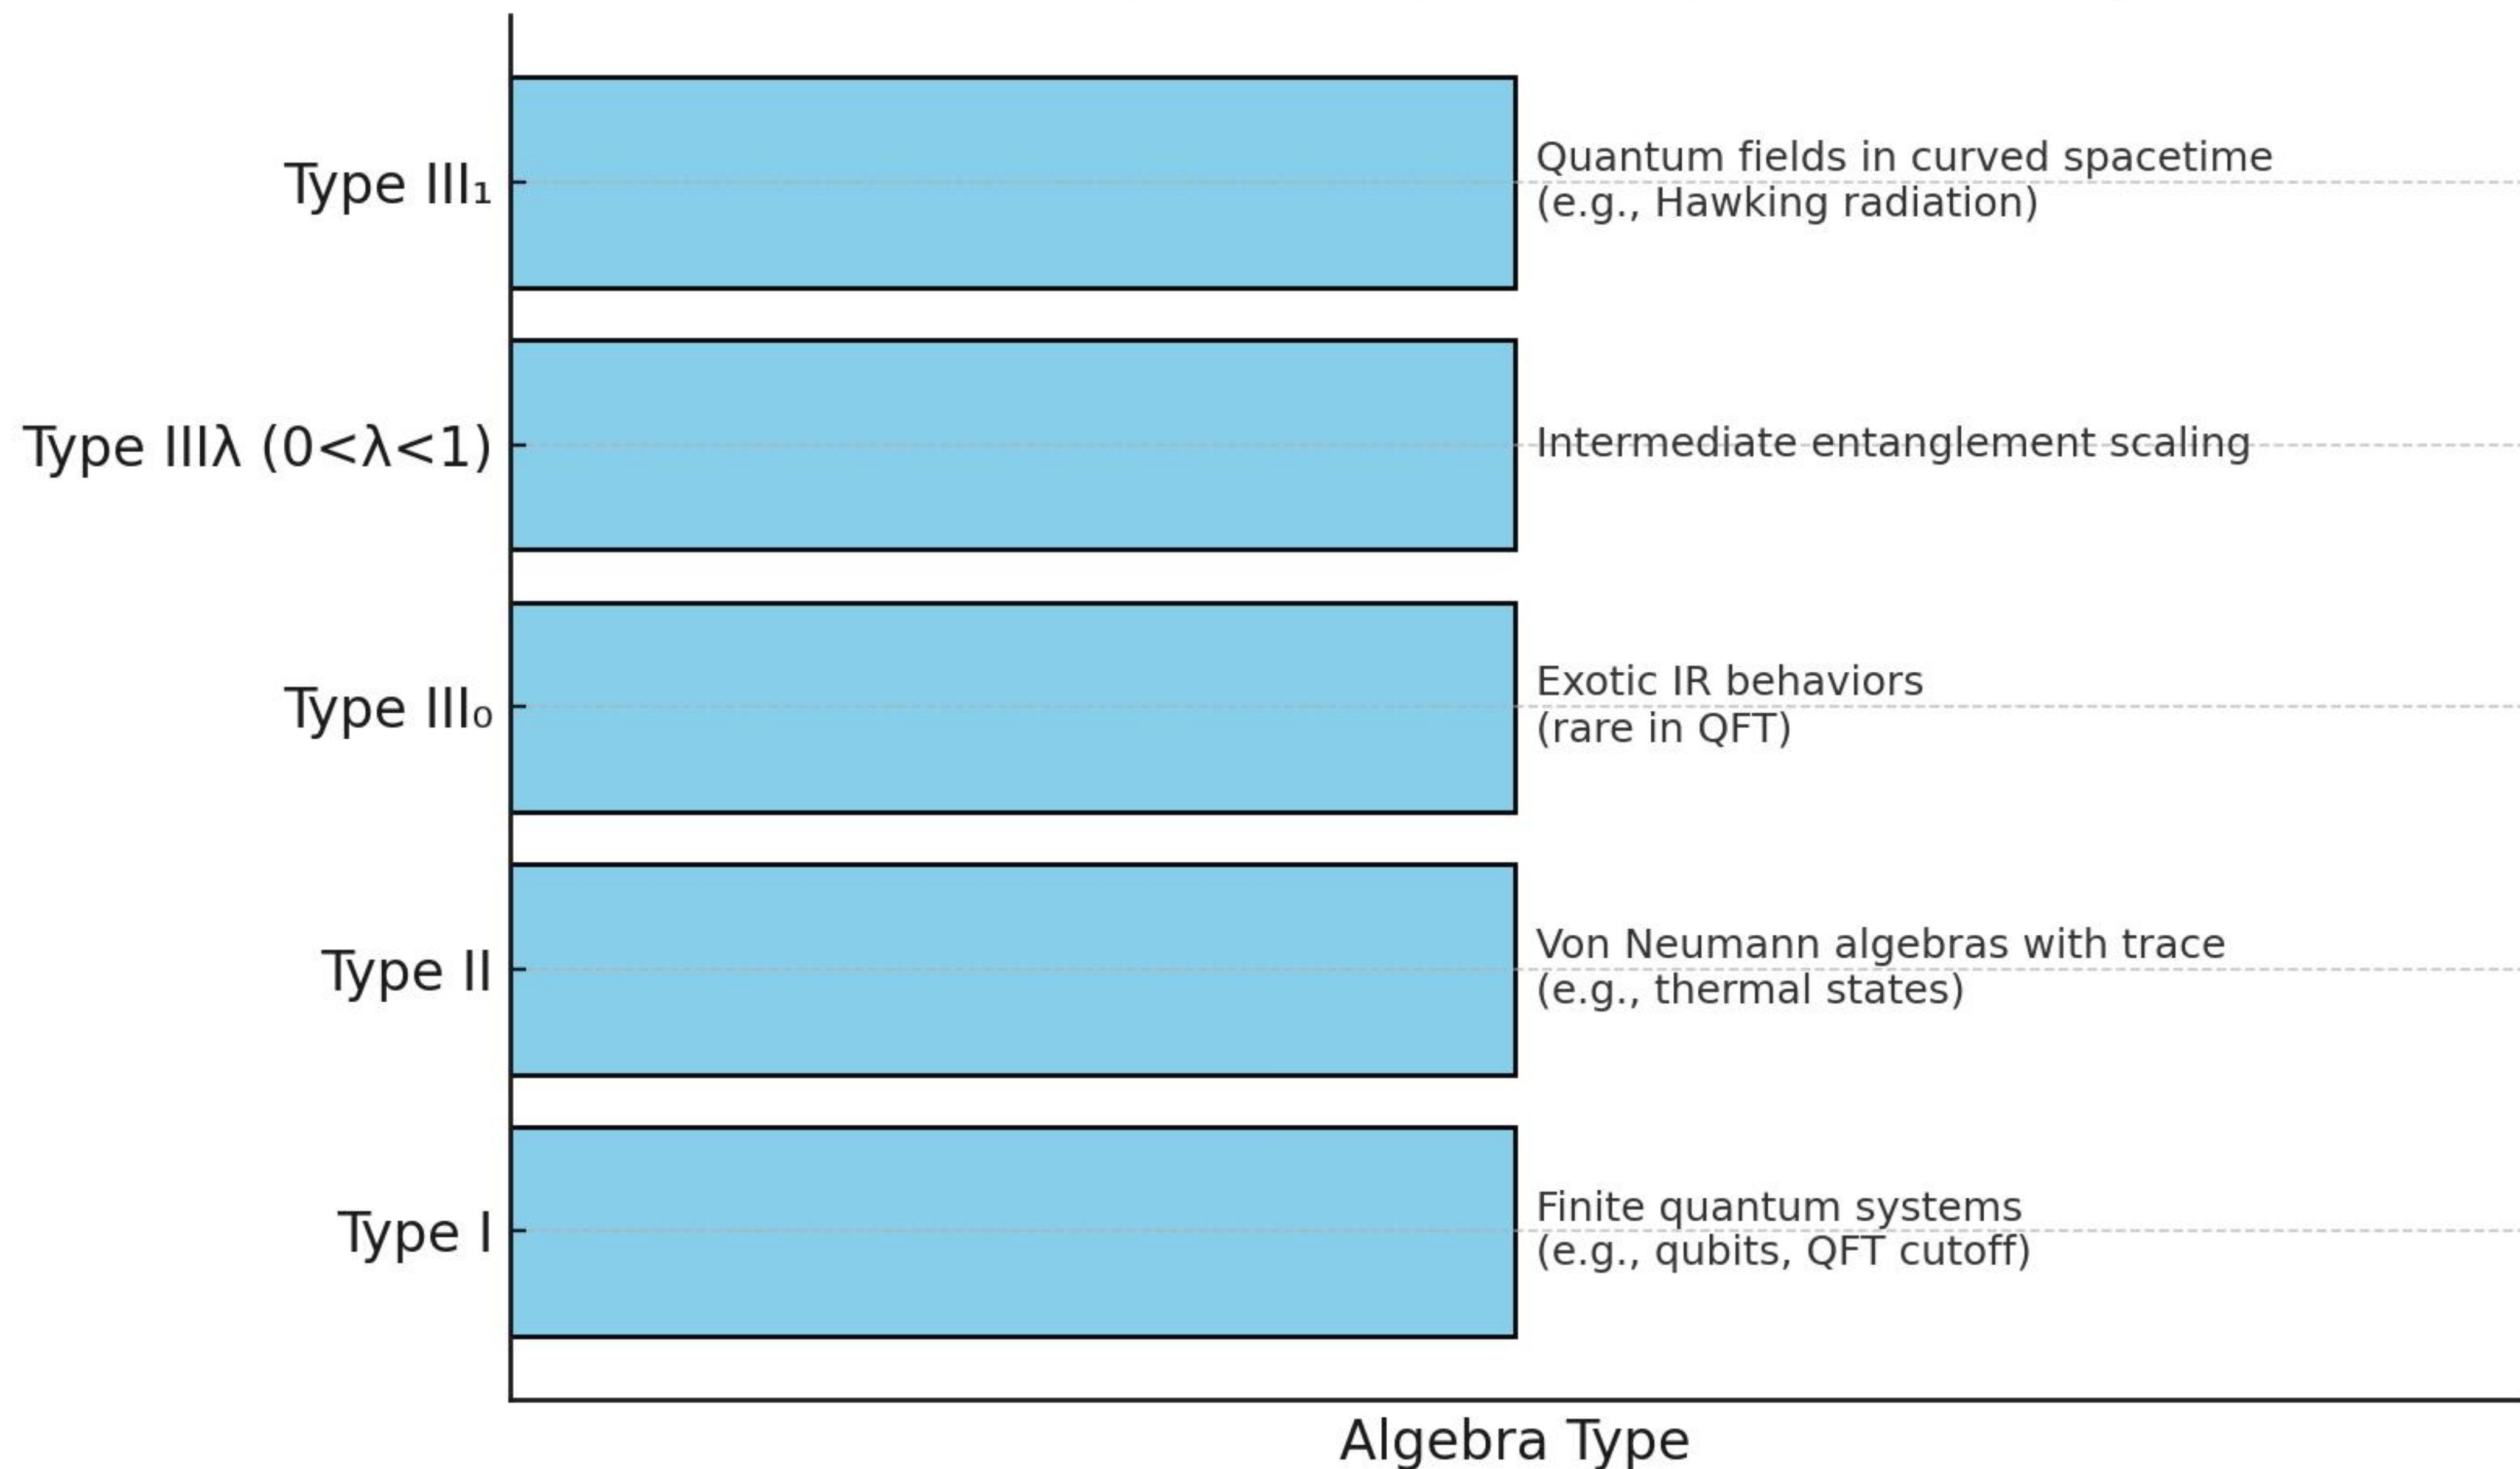 Type III₁
Quantum fields in curved spacetime
(e.g., Hawking radiation)
Type IIIλ (0<λ<1)
Intermediate entanglement scaling
Type III₀
Exotic IR behaviors
(rare in QFT)
Type II
Von Neumann algebras with trace
(e.g., thermal states)
Type I
Finite quantum systems
(e.g., qubits, QFT cutoff)
Algebra Type